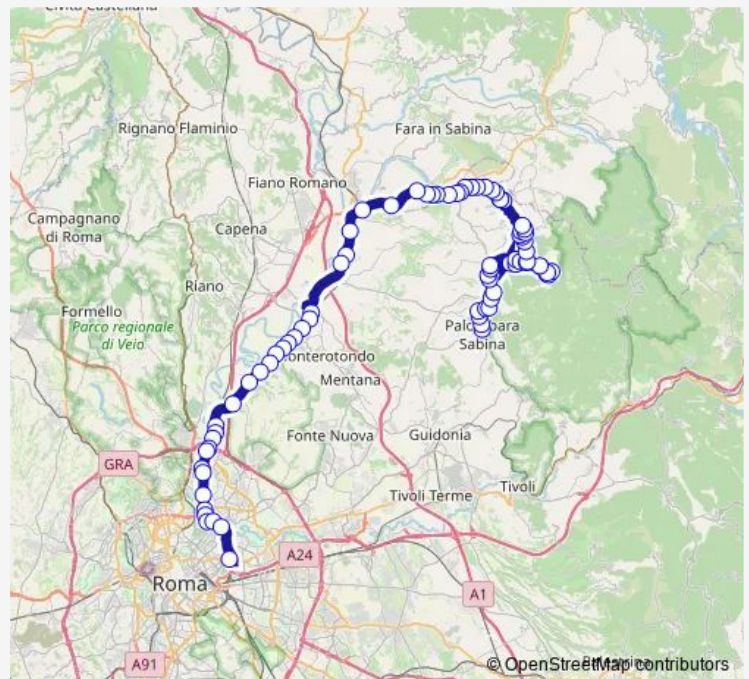 Rignano Flaminio
Fara in Sabina
Fiano Romano
Campagnano
di Roma
Capena
Riano
Formello
Parco regionale
di Veio
Sabina
Mentana
Fonte Nuova
Guidonia
GRA
Tivoli Terme
Tivoli
A24
Roma
A1
A91
© OpenStreetMap contributors